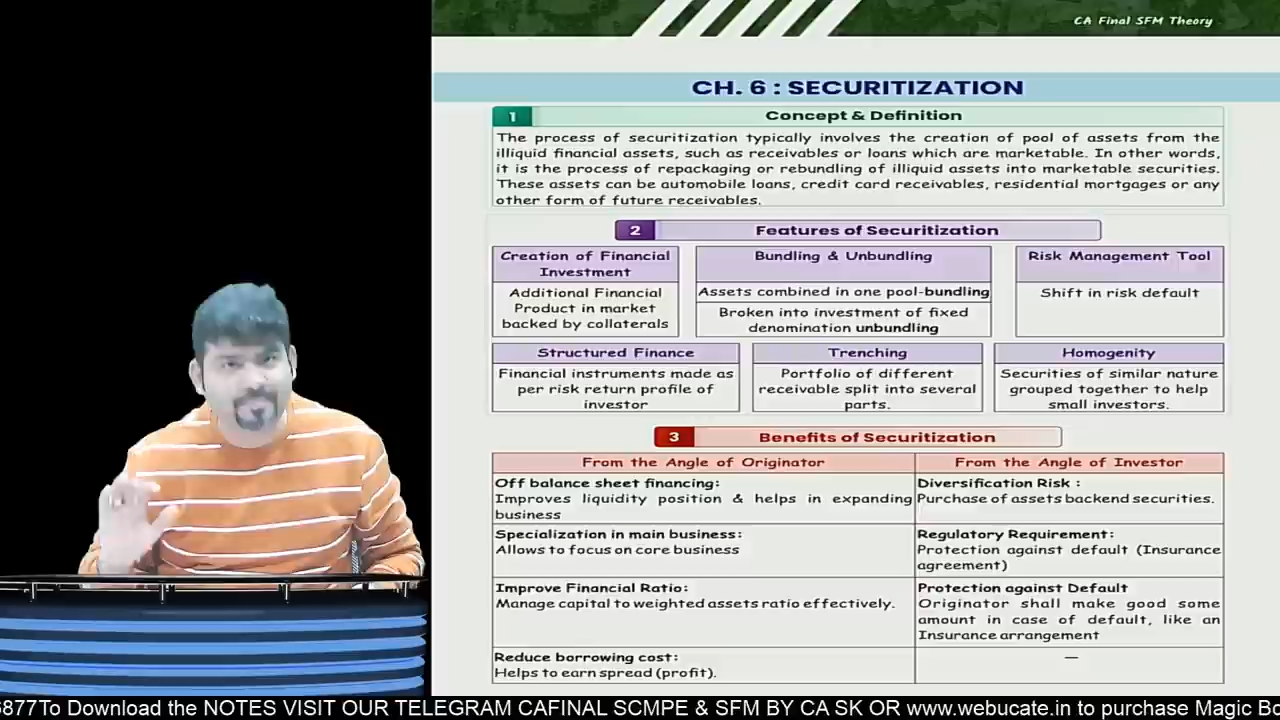 CA Final SFM Theory
CH. 6 : SECURITIZATION
1
Concept & Definition
The process of securitization typically involves the creation of pool of assets from the
illiquid financial assets, such as receivables or loans which are marketable. In other words,
it is the process of repackaging or rebundling of illiquid assets into marketable securities.
These assets can be automobile loans, credit card receivables, residential mortgages or any
other form of future receivables.
2
Features of Securitization
Creation of Financial
Investment
Additional Financial
Product in market
backed by collaterals
Bundling & Unbundling
Assets combined in one pool-bundling
Broken into investment of fixed
denomination unbundling
Risk Management Tool
Shift in risk default
Structured Finance
Financial instruments made as
per risk return profile of
investor
Trenching
Portfolio of different
receivable split into several
parts.
Homogenity
Securities of similar nature
grouped together to help
small investors.
3
Benefits of Securitization
From the Angle of Originator
From the Angle of Investor
Off balance sheet financing:
Improves liquidity position & helps in expanding
business
Diversification Risk :
Purchase of assets backend securities.
Specialization in main business:
Allows to focus on core business
Regulatory Requirement:
Protection against default (Insurance
agreement)
Improve Financial Ratio:
Manage capital to weighted assets ratio effectively.
Protection against Default
Originator shall make good some
amount in case of default, like an
Insurance arrangement
Reduce borrowing cost:
Helps to earn spread (profit).
—
6877To Download the NOTES VISIT OUR TELEGRAM CAFINAL SCMPE & SFM BY CA SK OR www.webucate.in to purchase Magic Bo